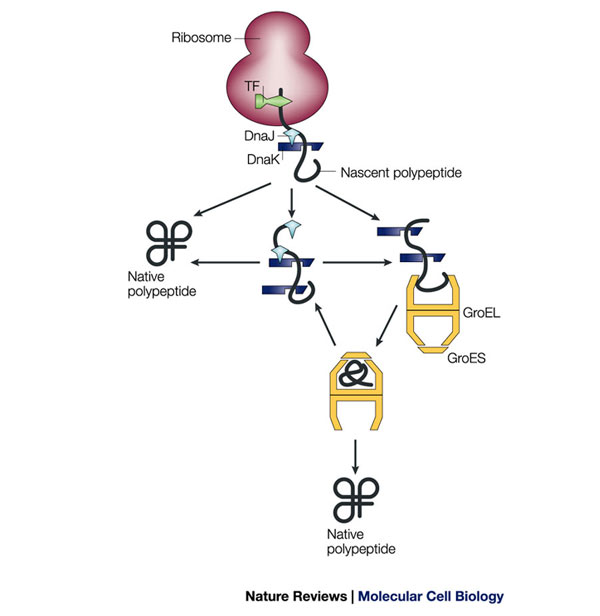 Ribosome
TF
DnaJ
DnaK
Nascent polypeptide
Native
polypeptide
GroEL
GroES
Native
polypeptide
Nature Reviews | Molecular Cell Biology